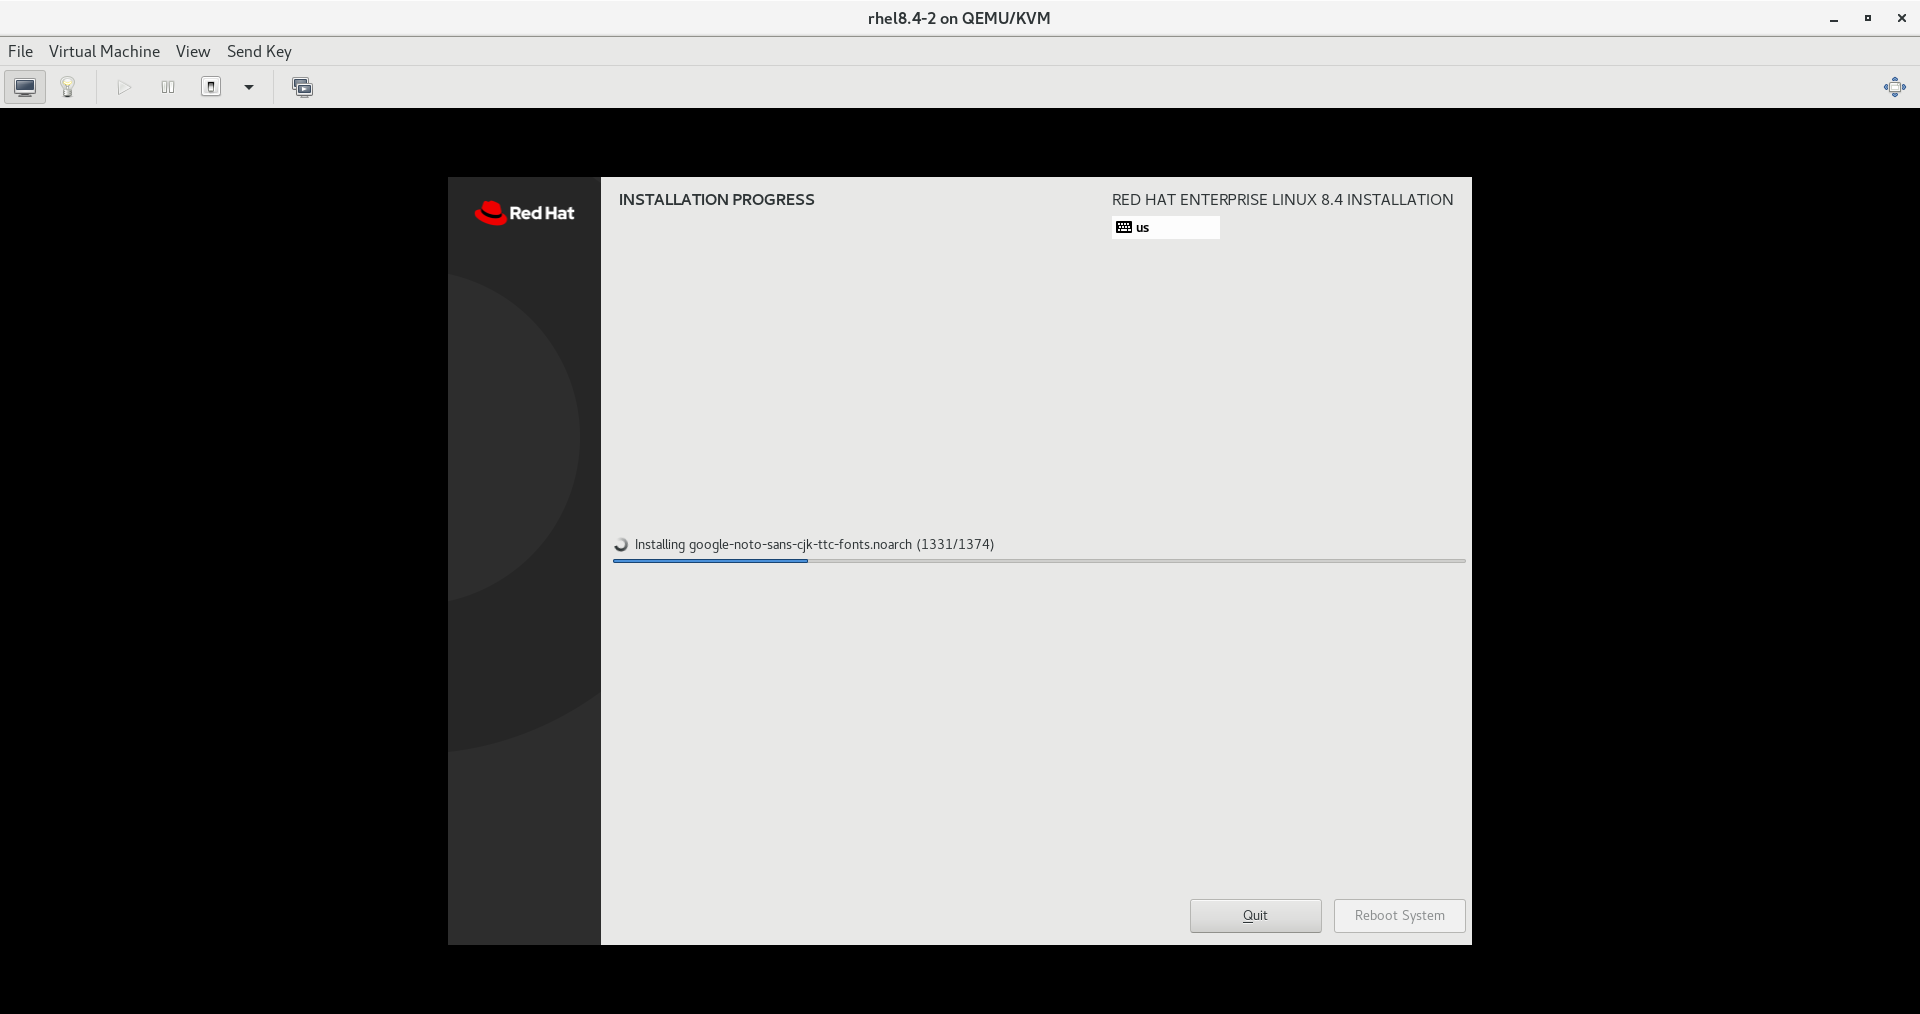 rhel8.4-2 on QEMU/KVM
File Virtual Machine View Send Key
Red Hat
INSTALLATION PROGRESS
RED HAT ENTERPRISE LINUX 8.4 INSTALLATION
us
Installing google-noto-sans-cjk-ttc-fonts.noarch (1331/1374)
Quit
Reboot System